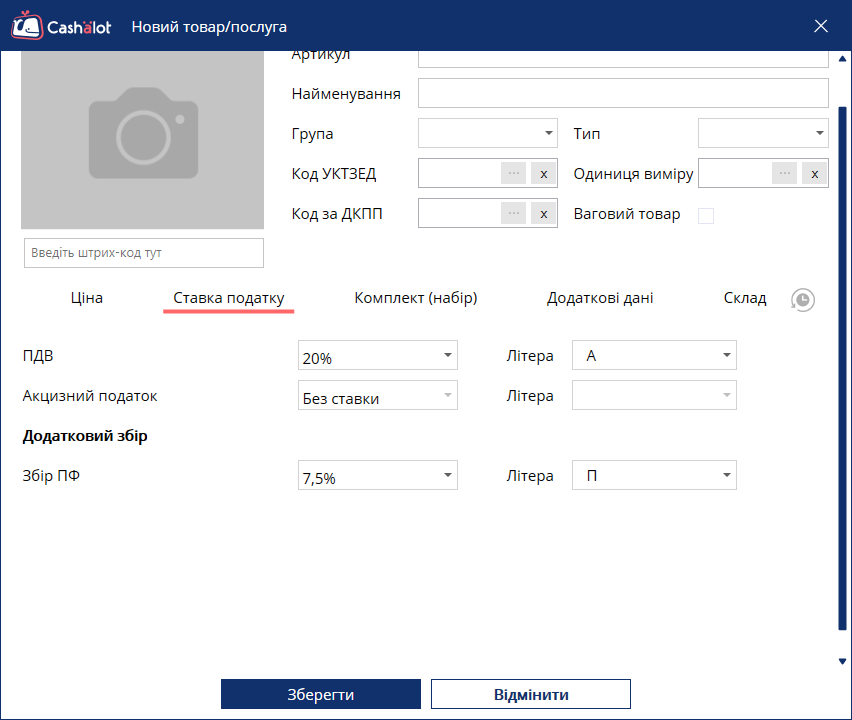 Cashalot Новий товар/послуга
Артикул
Найменування
Група Тип
Код УКТЗЕД ... x Одиниця виміру ... x
Код за ДКПП ... x Ваговий товар
Введіть штрих-код тут
Ціна Ставка податку Комплект (набір) Додаткові дані Склад
ПДВ 20% Літера А
Акцизний податок Без ставки Літера
Додатковий збір
Збір ПФ 7,5% Літера П
Зберегти Відмінити